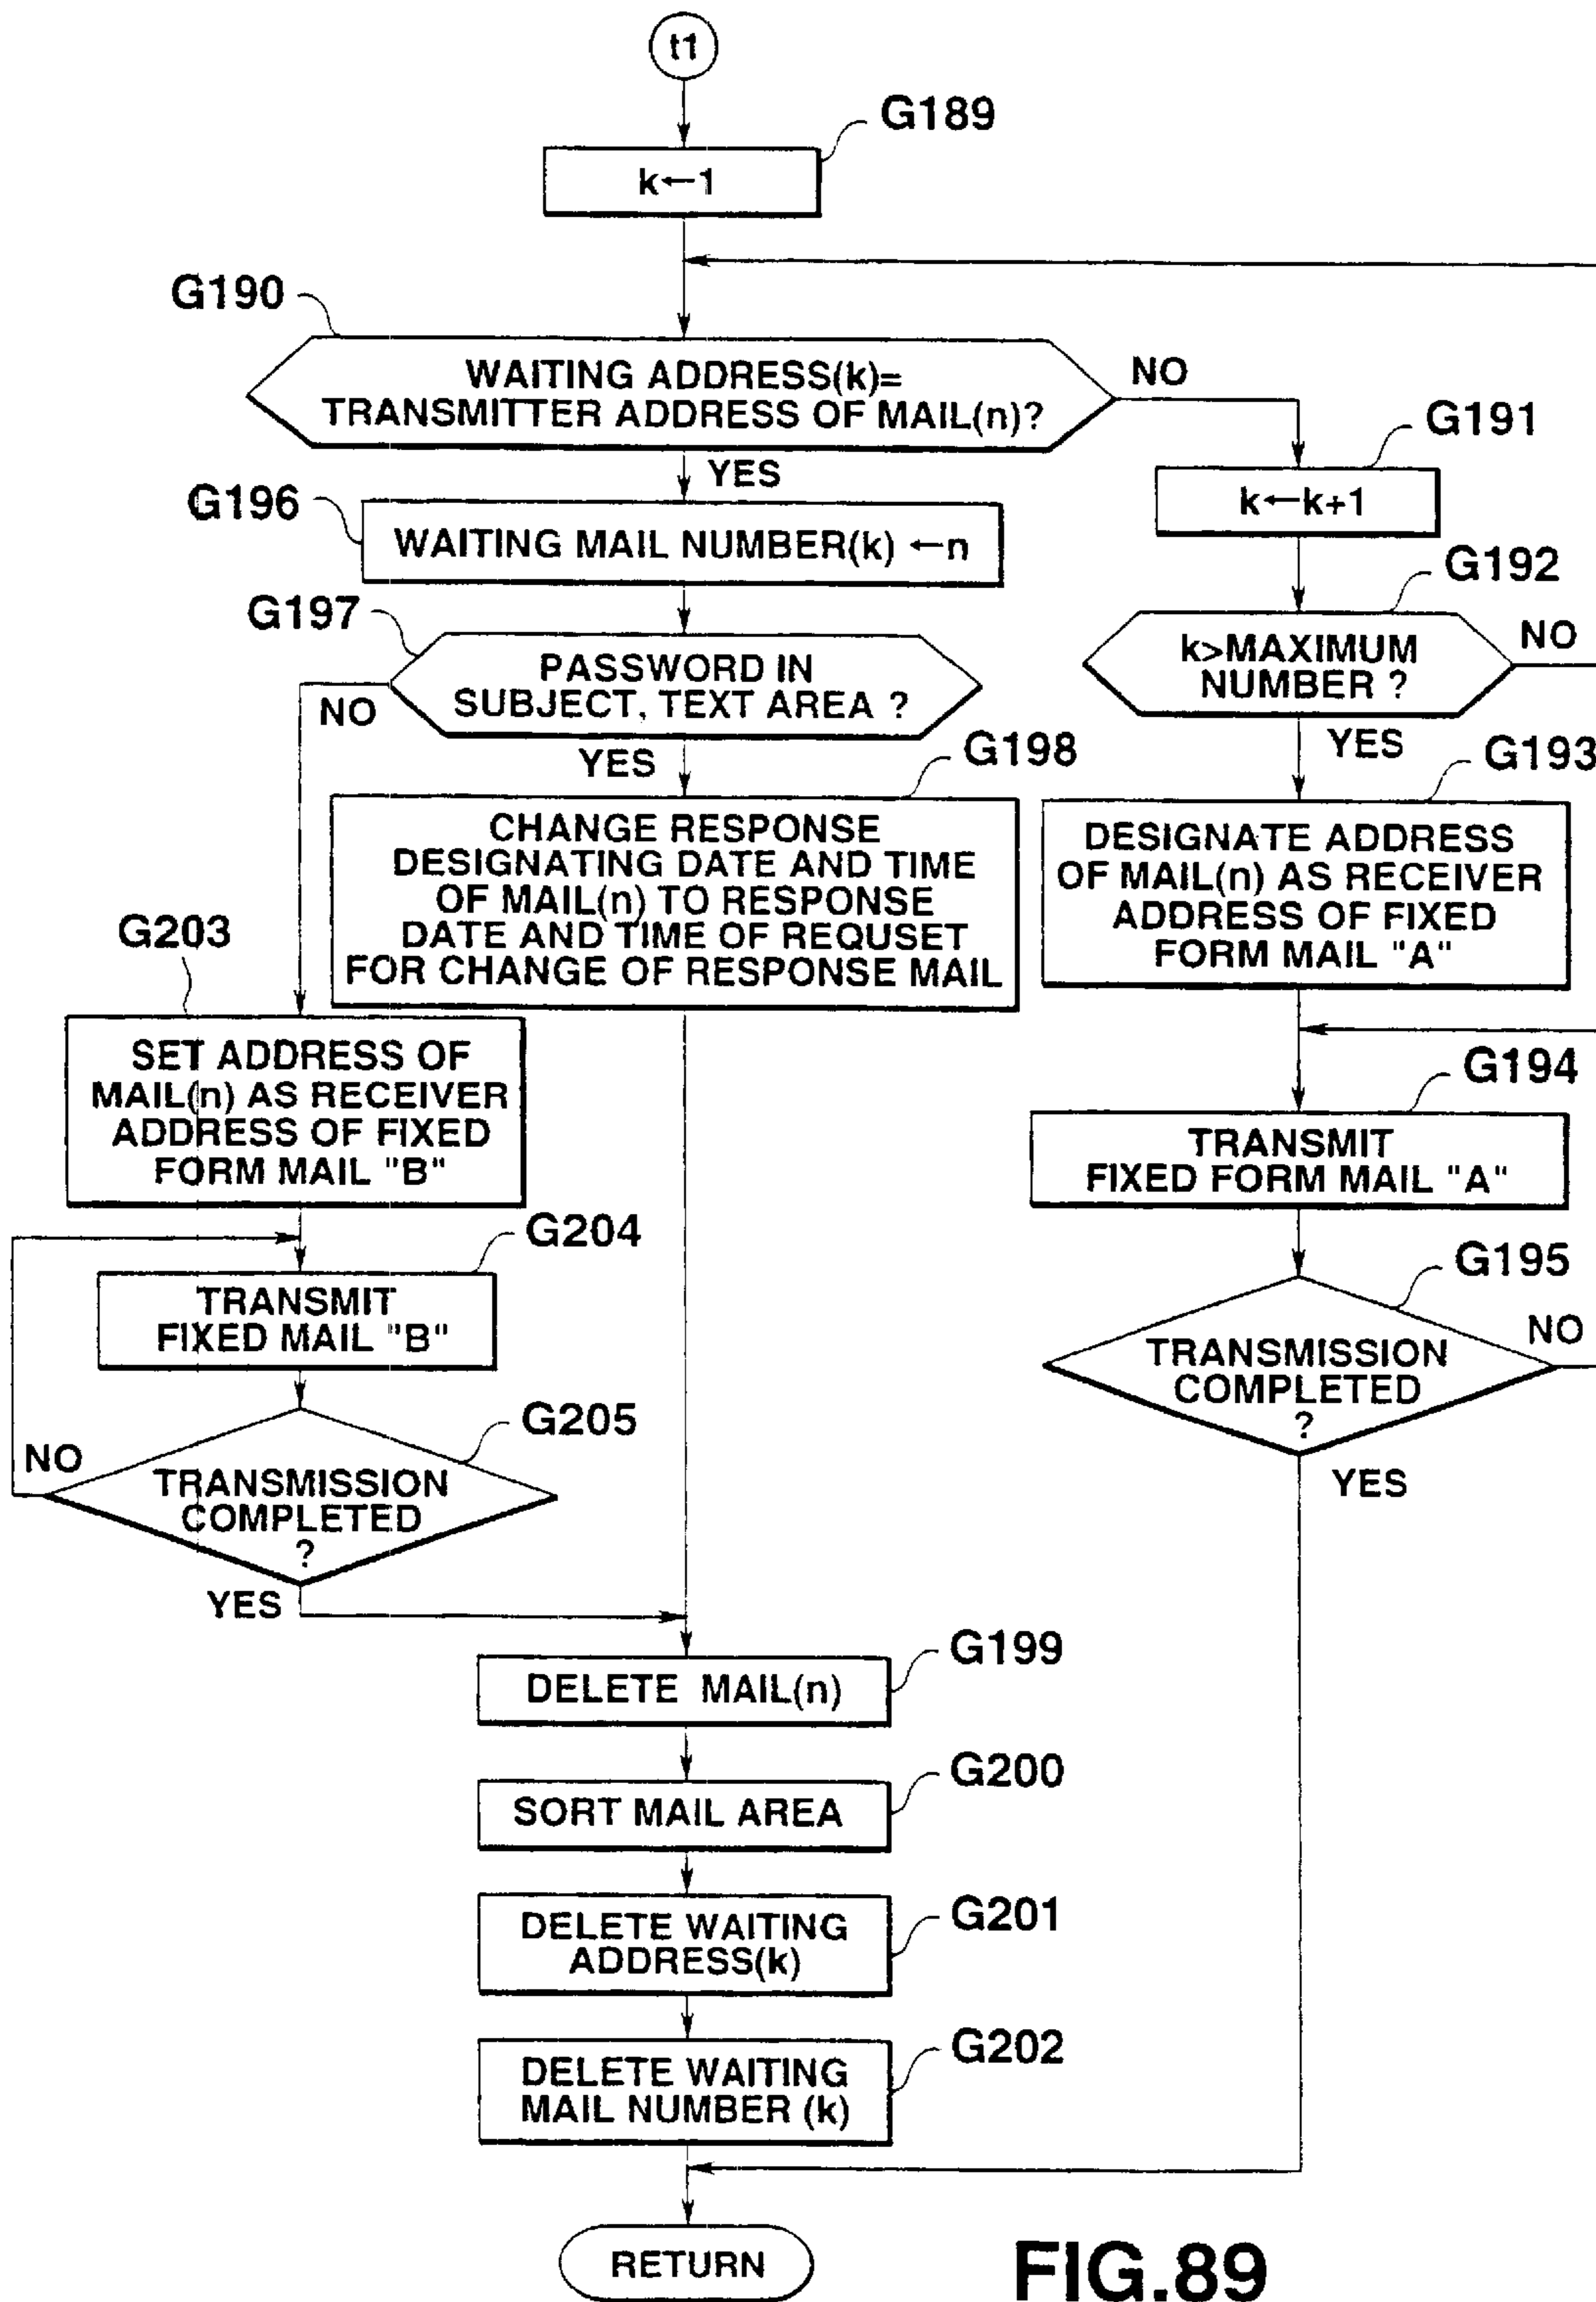 t1
G189
k←1
G190
WAITING ADDRESS(k)=
TRANSMITTER ADDRESS OF MAIL(n)?
NO
YES
G191
k←k+1
G196
WAITING MAIL NUMBER(k) ←n
G192
k>MAXIMUM
NUMBER ?
NO
YES
G197
PASSWORD IN
SUBJECT, TEXT AREA ?
NO
YES
G198
CHANGE RESPONSE
DESIGNATING DATE AND TIME
OF MAIL(n) TO RESPONSE
DATE AND TIME OF REQUSET
FOR CHANGE OF RESPONSE MAIL
G193
DESIGNATE ADDRESS
OF MAIL(n) AS RECEIVER
ADDRESS OF FIXED
FORM MAIL "A"
G203
SET ADDRESS OF
MAIL(n) AS RECEIVER
ADDRESS OF FIXED
FORM MAIL "B"
G194
TRANSMIT
FIXED FORM MAIL "A"
G204
TRANSMIT
FIXED MAIL "B"
G195
TRANSMISSION
COMPLETED
?
NO
YES
G205
TRANSMISSION
COMPLETED
?
NO
YES
G199
DELETE MAIL(n)
G200
SORT MAIL AREA
G201
DELETE WAITING
ADDRESS(k)
G202
DELETE WAITING
MAIL NUMBER (k)
RETURN
FIG.89